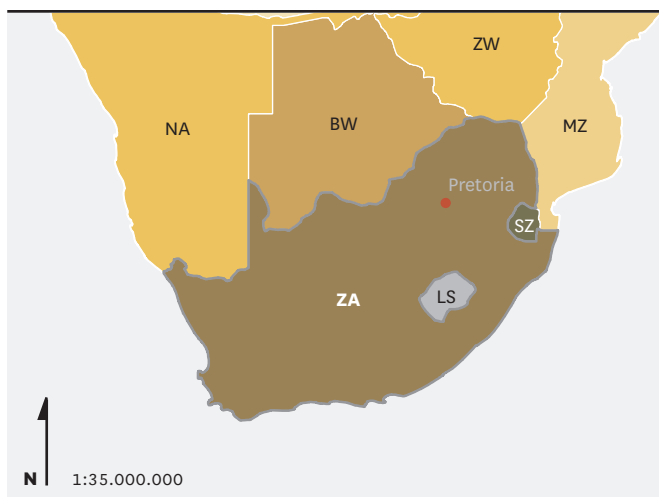 ZW
NA
BW
MZ
Pretoria
SZ
ZA
LS
N
1:35.000.000